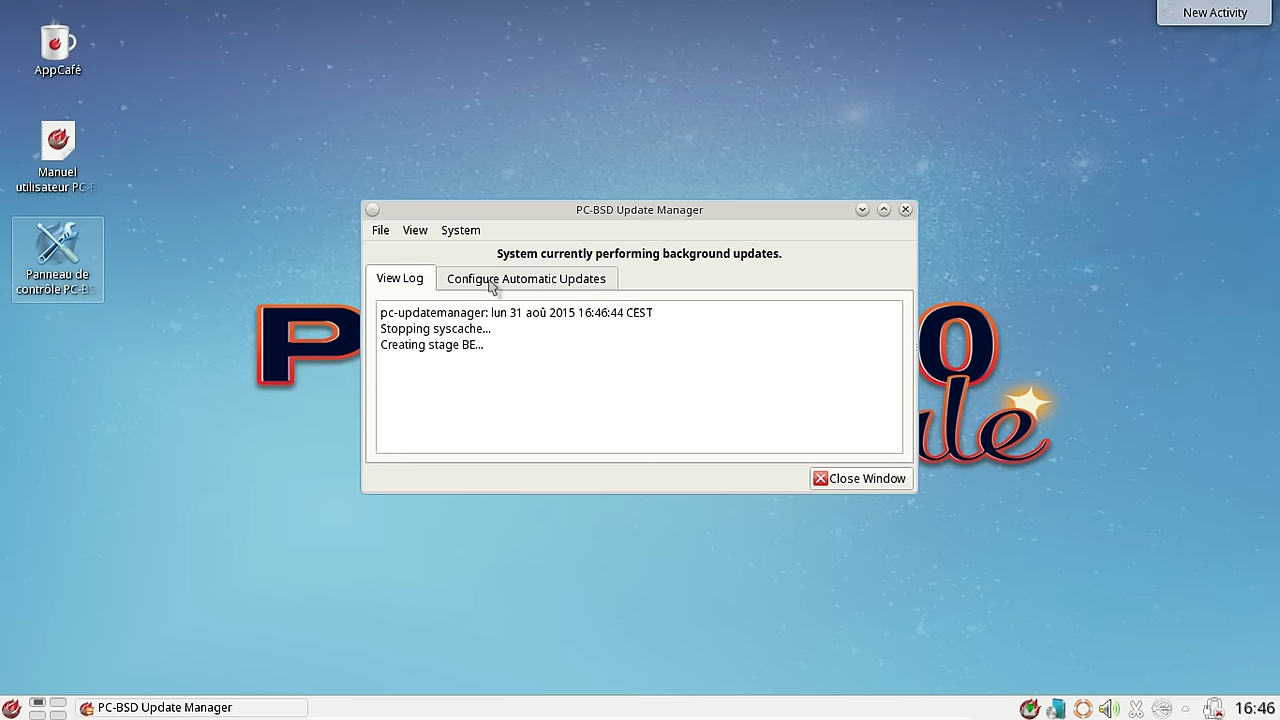 New Activity
AppCafé
Manuel
utilisateur PC-B
Panneau de
contrôle PC-BS
PC-BSD Update Manager
File View System
System currently performing background updates.
View Log Configure Automatic Updates
pc-updatemanager: lun 31 aoû 2015 16:46:44 CEST
Stopping syscache...
Creating stage BE...
Close Window
PC-BSD Update Manager
16:46